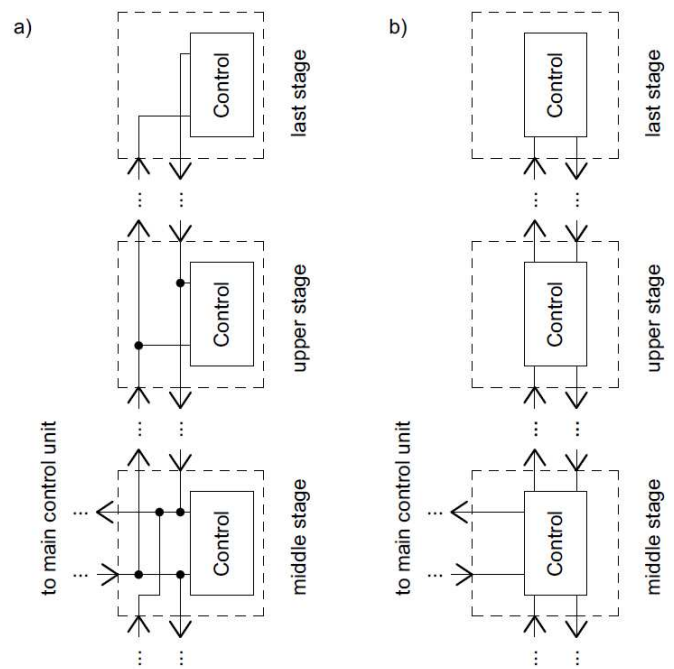 a)
Control
last stage
...
...
Control
upper stage
...
...
to main control unit
...
...
Control
middle stage
...
...
b)
Control
last stage
...
...
Control
upper stage
...
...
to main control unit
...
...
Control
middle stage
...
...